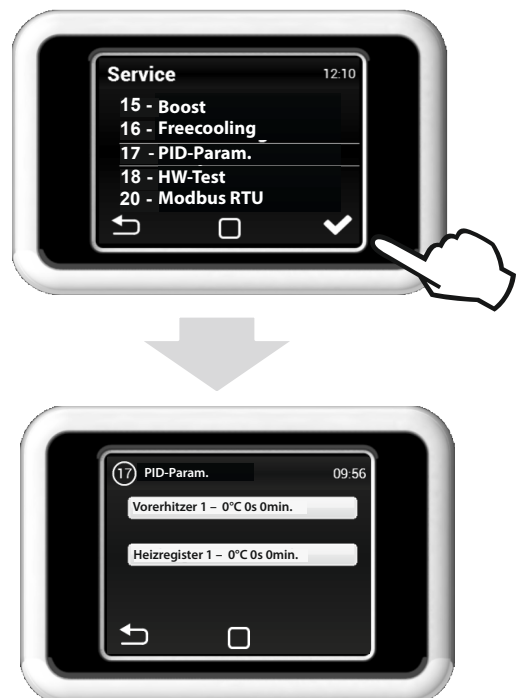 Service 12:10
15 - Boost
16 - Freecooling
17 - PID-Param.
18 - HW-Test
20 - Modbus RTU
17 PID-Param. 09:56
Vorerhitzer 1 – 0°C 0s 0min.
Heizregister 1 – 0°C 0s 0min.